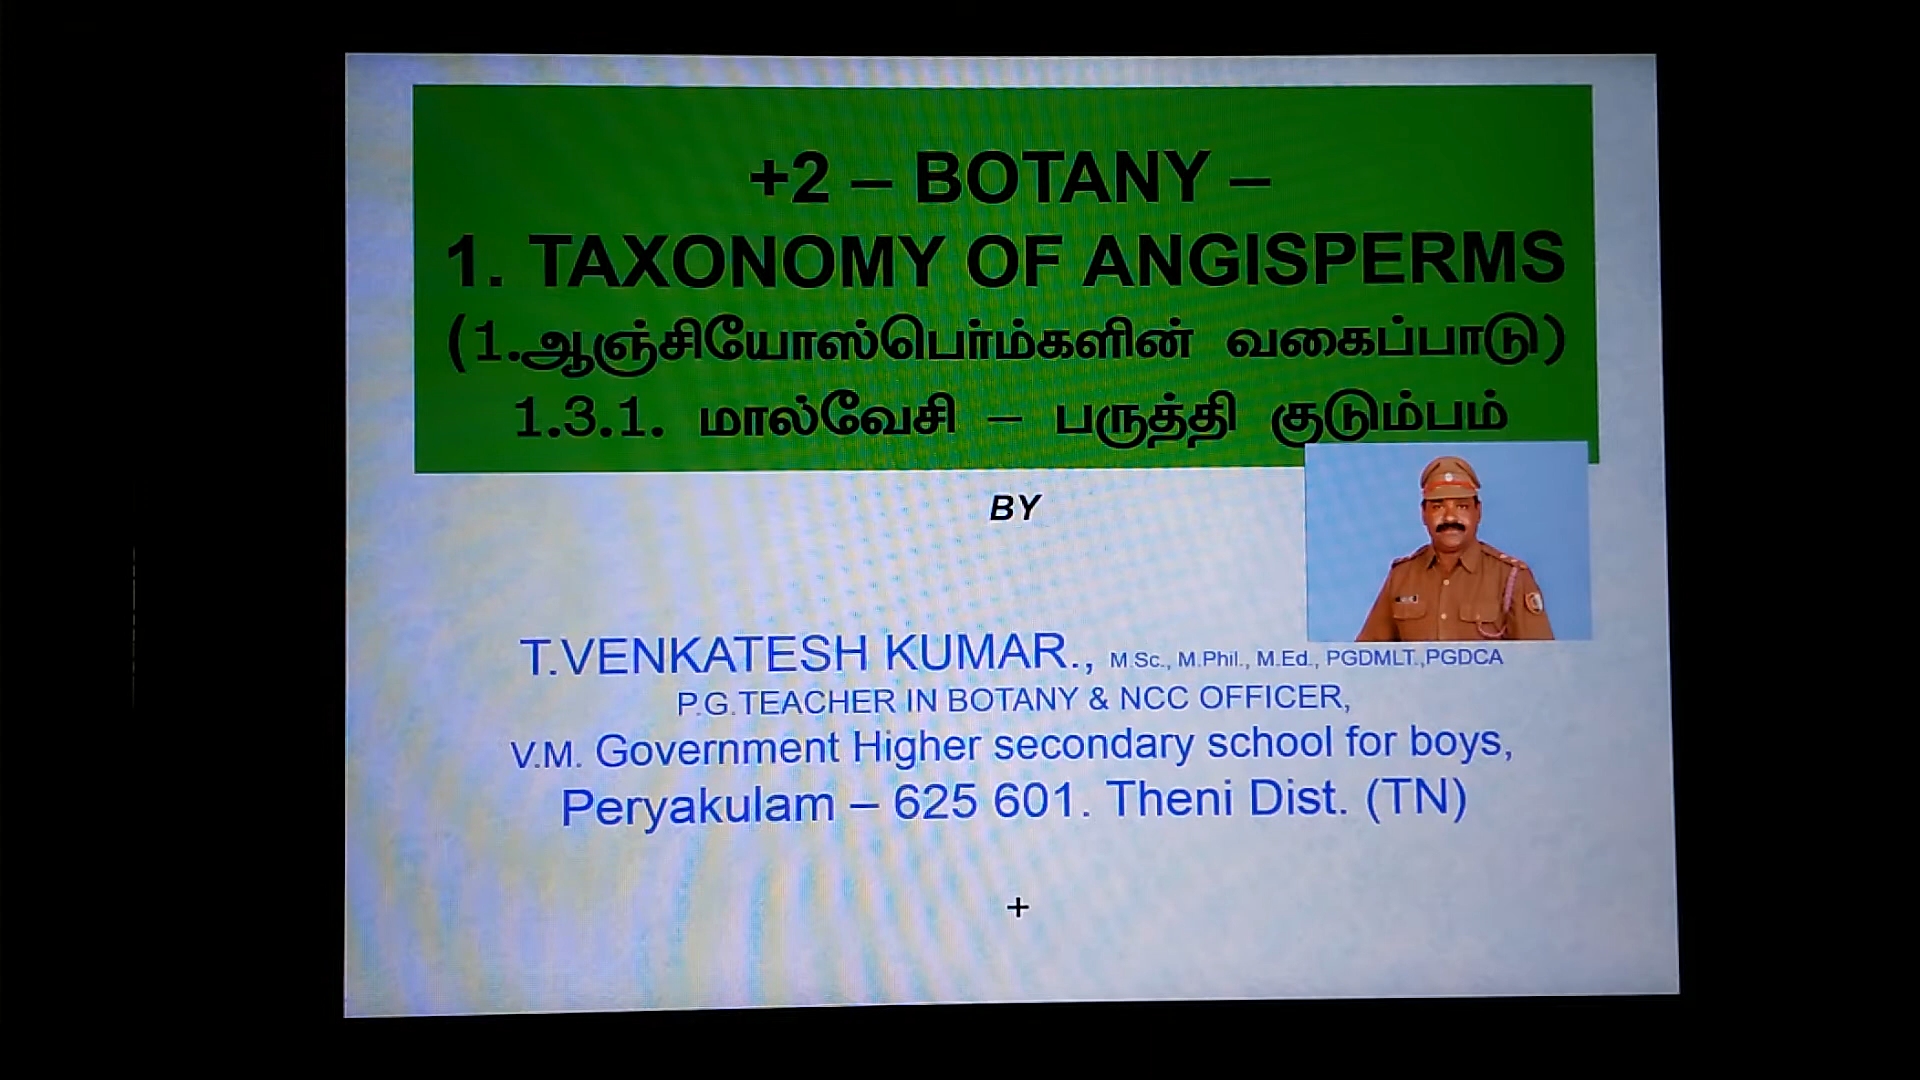 +2 – BOTANY –
1. TAXONOMY OF ANGISPERMS
(1.ஆஞ்சியோஸ்பெர்ம்களின் வகைப்பாடு)
1.3.1. மால்வேசி – பருத்தி குடும்பம்
BY
T.VENKATESH KUMAR., M.Sc., M.Phil., M.Ed., PGDMLT.,PGDCA
P.G.TEACHER IN BOTANY & NCC OFFICER,
V.M. Government Higher secondary school for boys,
Peryakulam – 625 601. Theni Dist. (TN)
+